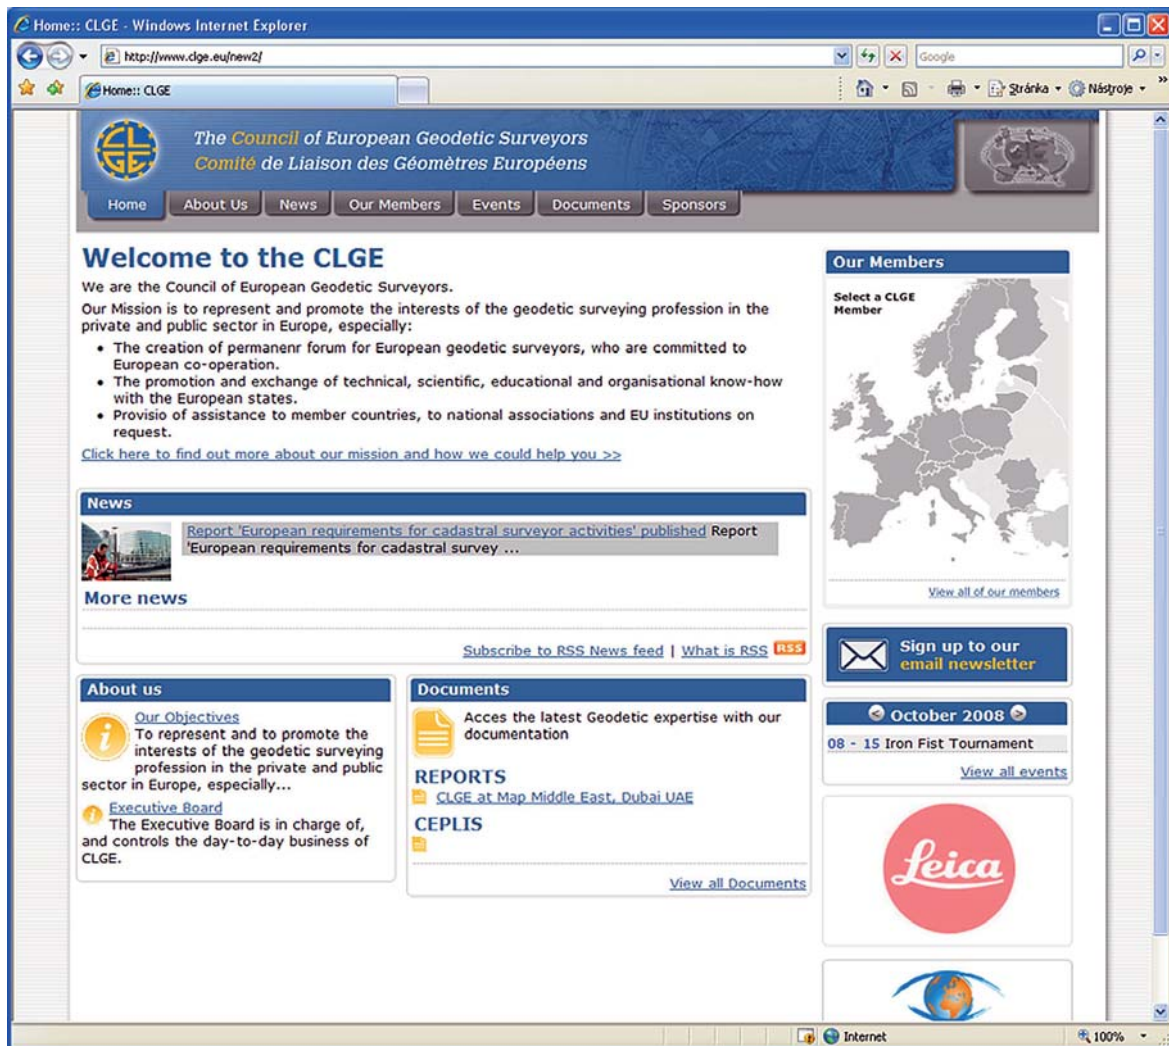 Home:: CLGE - Windows Internet Explorer
http://www.clge.eu/new2/
Google
Home:: CLGE
Stránka
Nástroje
CLGE
The Council of European Geodetic Surveyors
Comité de Liaison des Géomètres Européens
Home About Us News Our Members Events Documents Sponsors
Welcome to the CLGE
We are the Council of European Geodetic Surveyors.
Our Mission is to represent and promote the interests of the geodetic surveying profession in the
private and public sector in Europe, especially:
• The creation of permanenr forum for European geodetic surveyors, who are committed to
European co-operation.
• The promotion and exchange of technical, scientific, educational and organisational know-how
with the European states.
• Provisio of assistance to member countries, to national associations and EU institutions on
request.
Click here to find out more about our mission and how we could help you >>
News
Report 'European requirements for cadastral surveyor activities' published Report
'European requirements for cadastral survey ...
More news
Subscribe to RSS News feed | What is RSS RSS
About us
Our Objectives
To represent and to promote the
interests of the geodetic surveying
profession in the private and public
sector in Europe, especially...
Executive Board
The Executive Board is in charge of,
and controls the day-to-day business of
CLGE.
Documents
Acces the latest Geodetic expertise with our
documentation
REPORTS
CLGE at Map Middle East, Dubai UAE
CEPLIS
View all Documents
Our Members
Select a CLGE
Member
View all of our members
Sign up to our
email newsletter
< October 2008 >
08 - 15 Iron Fist Tournament
View all events
Leica
Internet
100%